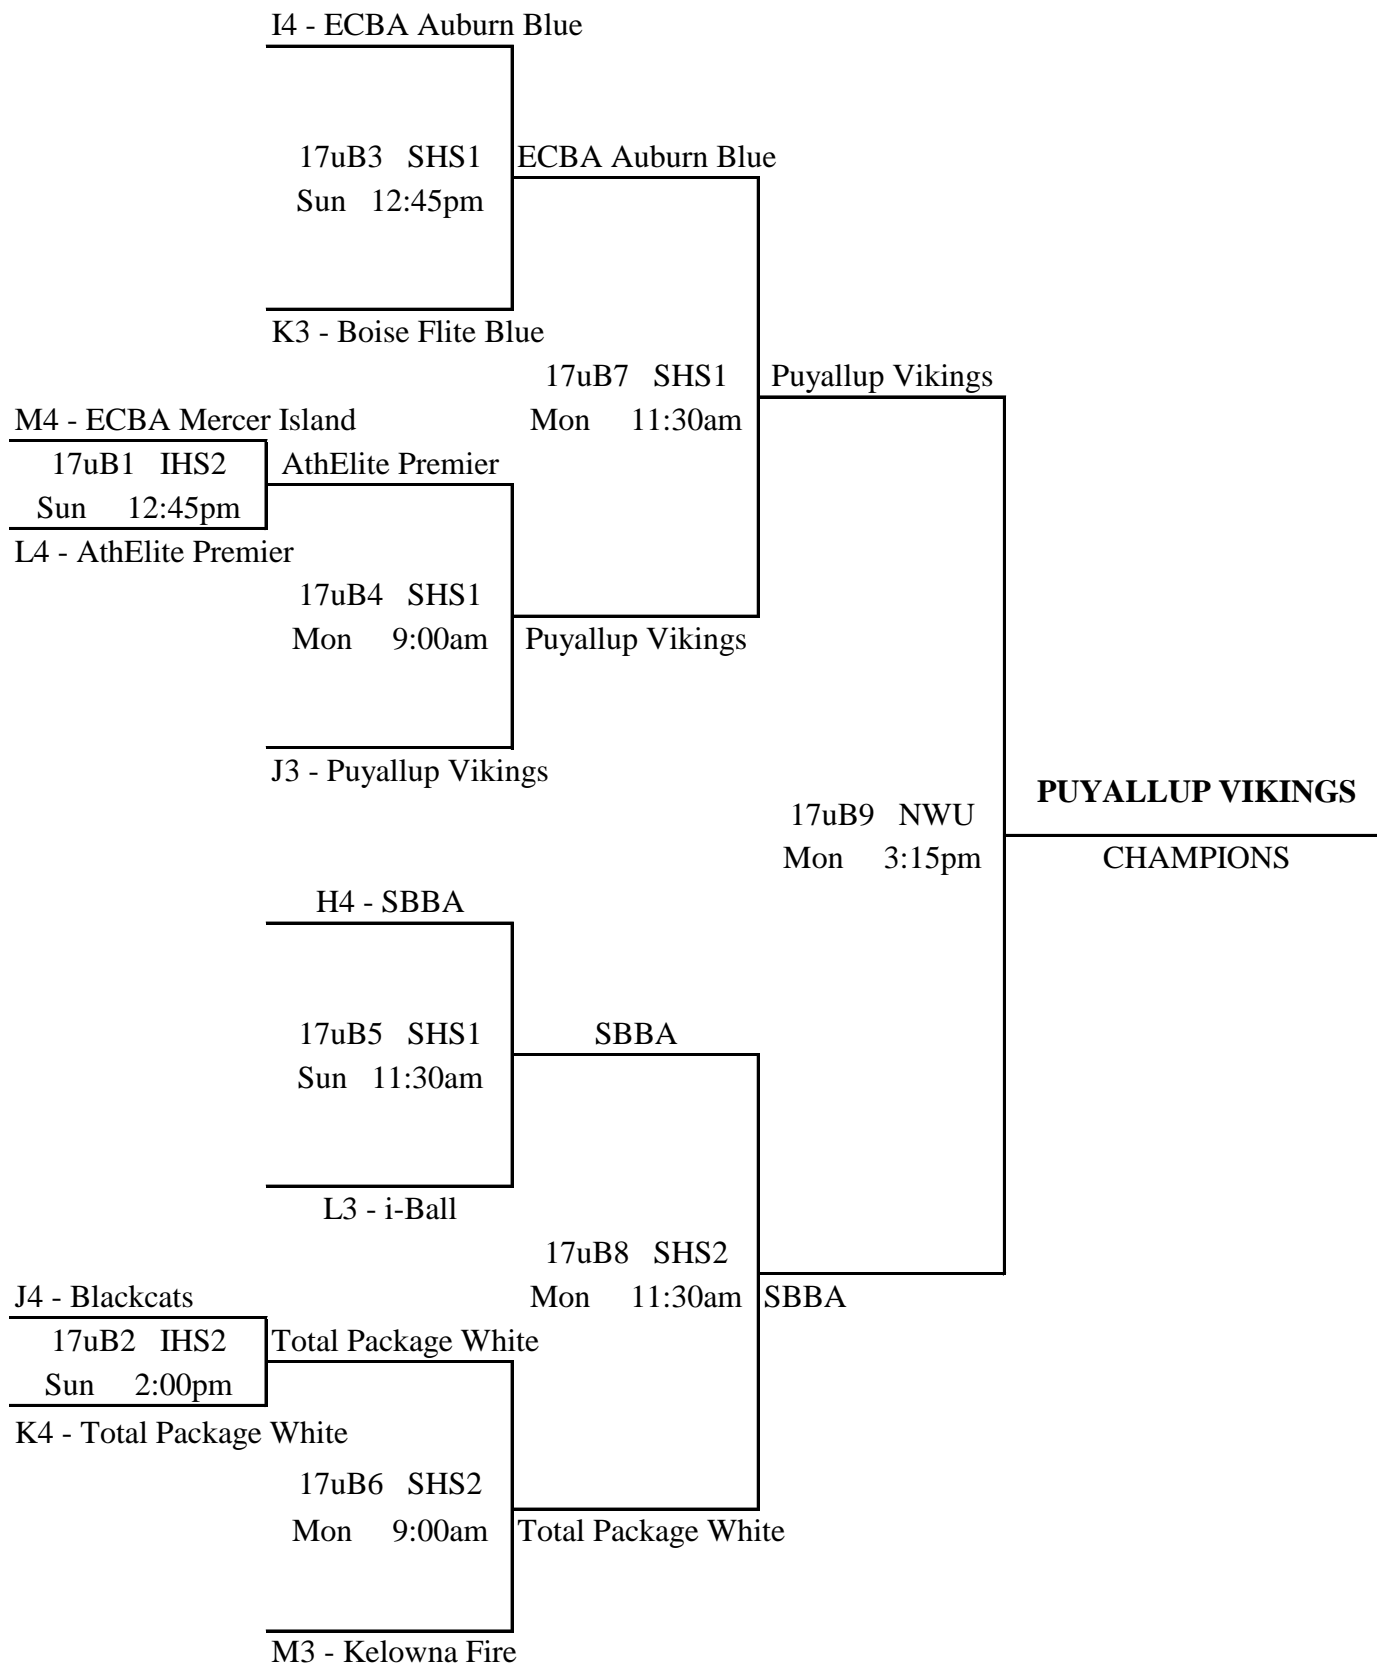 I4 - ECBA Auburn Blue
17uB3 SHS1
ECBA Auburn Blue
Sun 12:45pm
K3 - Boise Flite Blue
17uB7 SHS1
Puyallup Vikings
M4 - ECBA Mercer Island
Mon 11:30am
17uB1 IHS2
AthElite Premier
Sun 12:45pm
L4 - AthElite Premier
17uB4 SHS1
Mon 9:00am
Puyallup Vikings
J3 - Puyallup Vikings
PUYALLUP VIKINGS
17uB9 NWU
Mon 3:15pm
CHAMPIONS
H4 - SBBA
17uB5 SHS1
SBBA
Sun 11:30am
L3 - i-Ball
17uB8 SHS2
J4 - Blackcats
Mon 11:30am
SBBA
17uB2 IHS2
Total Package White
Sun 2:00pm
K4 - Total Package White
17uB6 SHS2
Mon 9:00am
Total Package White
M3 - Kelowna Fire